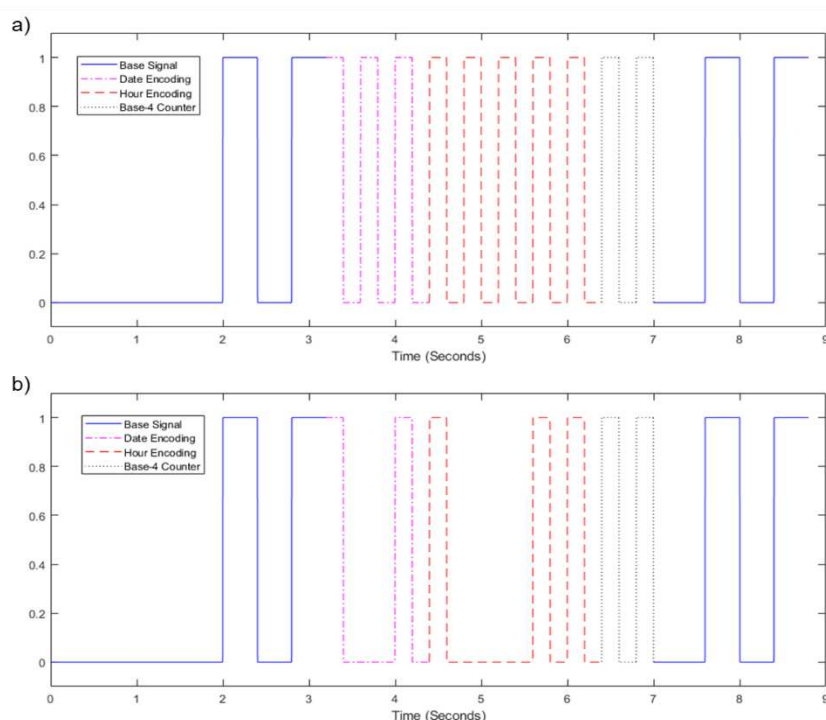 a)
1
0.8
0.6
0.4
0.2
0
Base Signal
Date Encoding
Hour Encoding
Base-4 Counter
0 1 2 3 4 5 6 7 8 9
Time (Seconds)
b)
1
0.8
0.6
0.4
0.2
0
Base Signal
Date Encoding
Hour Encoding
Base-4 Counter
0 1 2 3 4 5 6 7 8 9
Time (Seconds)